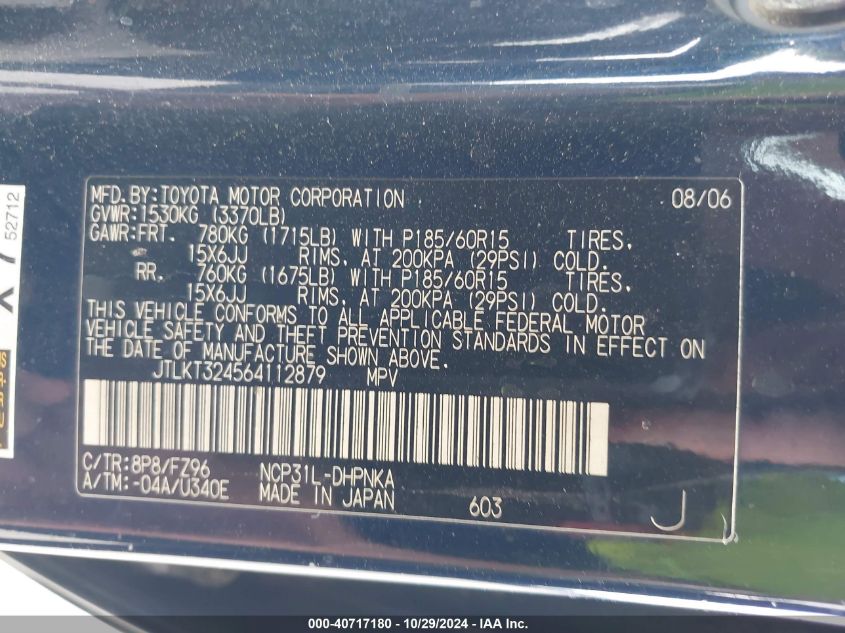 MFD.BY:TOYOTA MOTOR CORPORATION 08/06
GVWR:1530KG (3370LB)
GAWR:FRT. 780KG (1715LB) WITH P185/60R15 TIRES.
15X6JJ RIMS. AT 200KPA (29PSI) COLD.
RR. 760KG (1675LB) WITH P185/60R15 TIRES.
15X6JJ RIMS. AT 200KPA (29PSI) COLD.
THIS VEHICLE CONFORMS TO ALL APPLICABLE FEDERAL MOTOR
VEHICLE SAFETY AND THEFT PREVENTION STANDARDS IN EFFECT ON
THE DATE OF MANUFACTURE SHOWN ABOVE.
JTLKT324564112879 MPV
C/TR:8P8/FZ96 NCP31L-DHPNKA
A/TM:-04A/U340E MADE IN JAPAN 603 J
52712
000-40717180 - 10/29/2024 - IAA Inc.